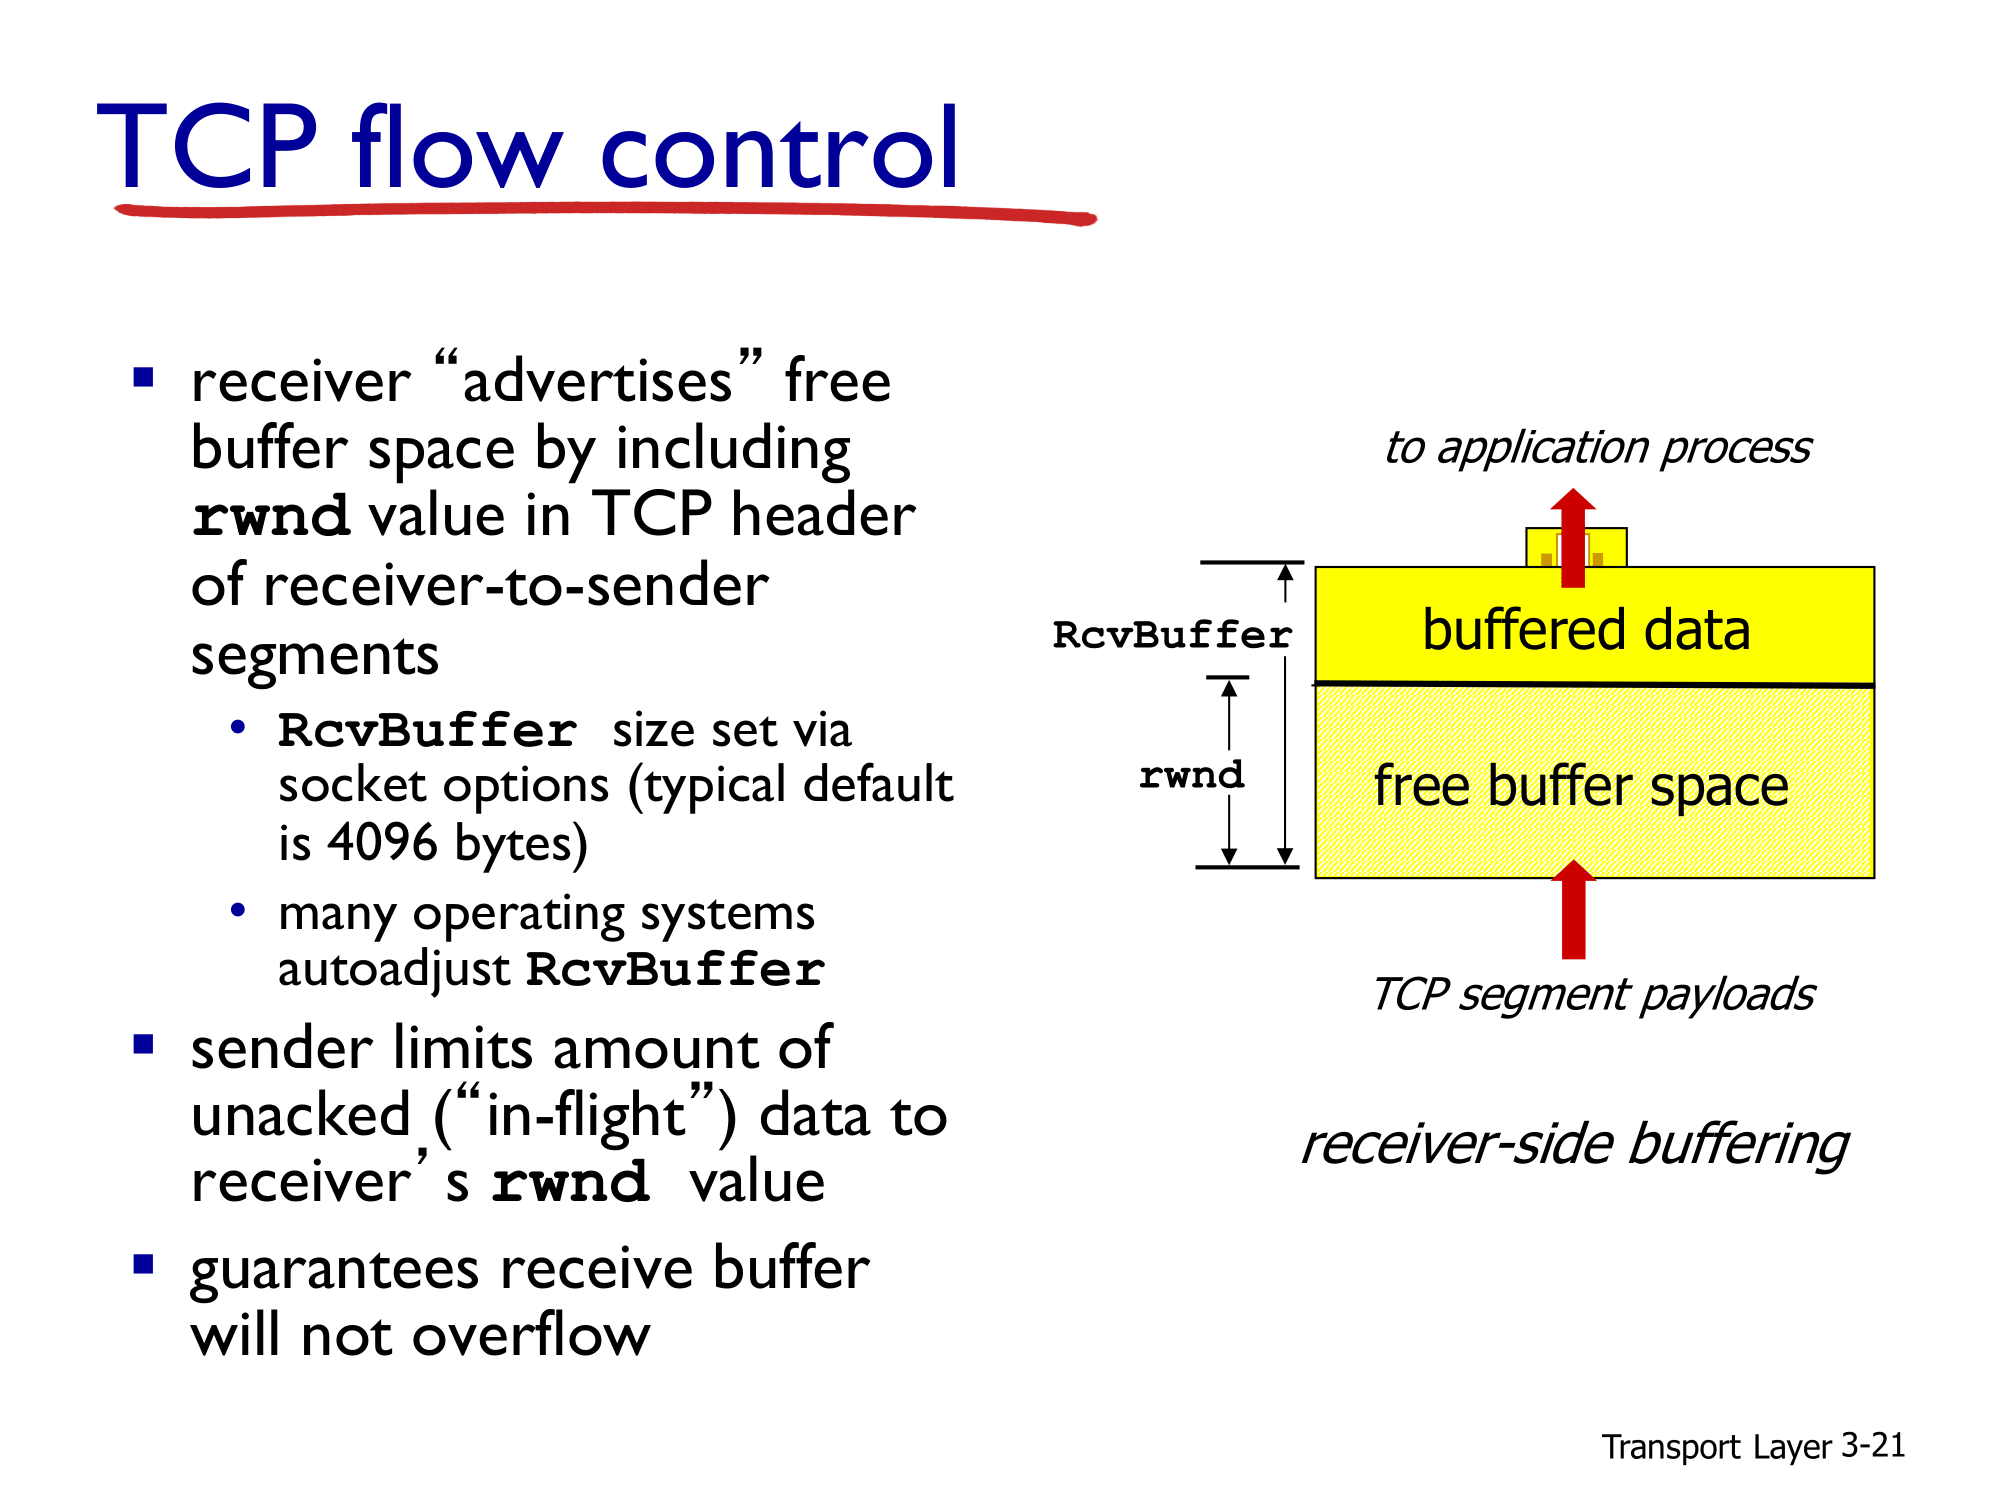 TCP flow control
receiver “advertises” free
buffer space by including
rwnd value in TCP header
of receiver-to-sender
segments
RcvBuffer size set via
socket options (typical default
is 4096 bytes)
many operating systems
autoadjust RcvBuffer
sender limits amount of
unacked (“in-flight”) data to
receiver’s rwnd value
guarantees receive buffer
will not overflow
to application process
buffered data
RcvBuffer
rwnd
free buffer space
TCP segment payloads
receiver-side buffering
Transport Layer 3-21